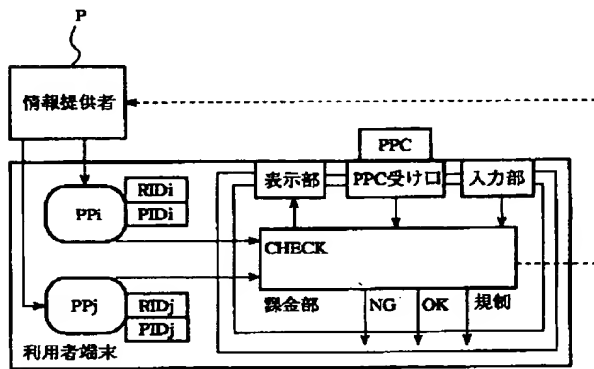 P
情報提供者
PPC
表示部
PPC受け口
入力部
RIDi
PPi
PIDi
CHECK
RIDj
PPj
PIDj
課金部
NG
OK
規制
利用者端末